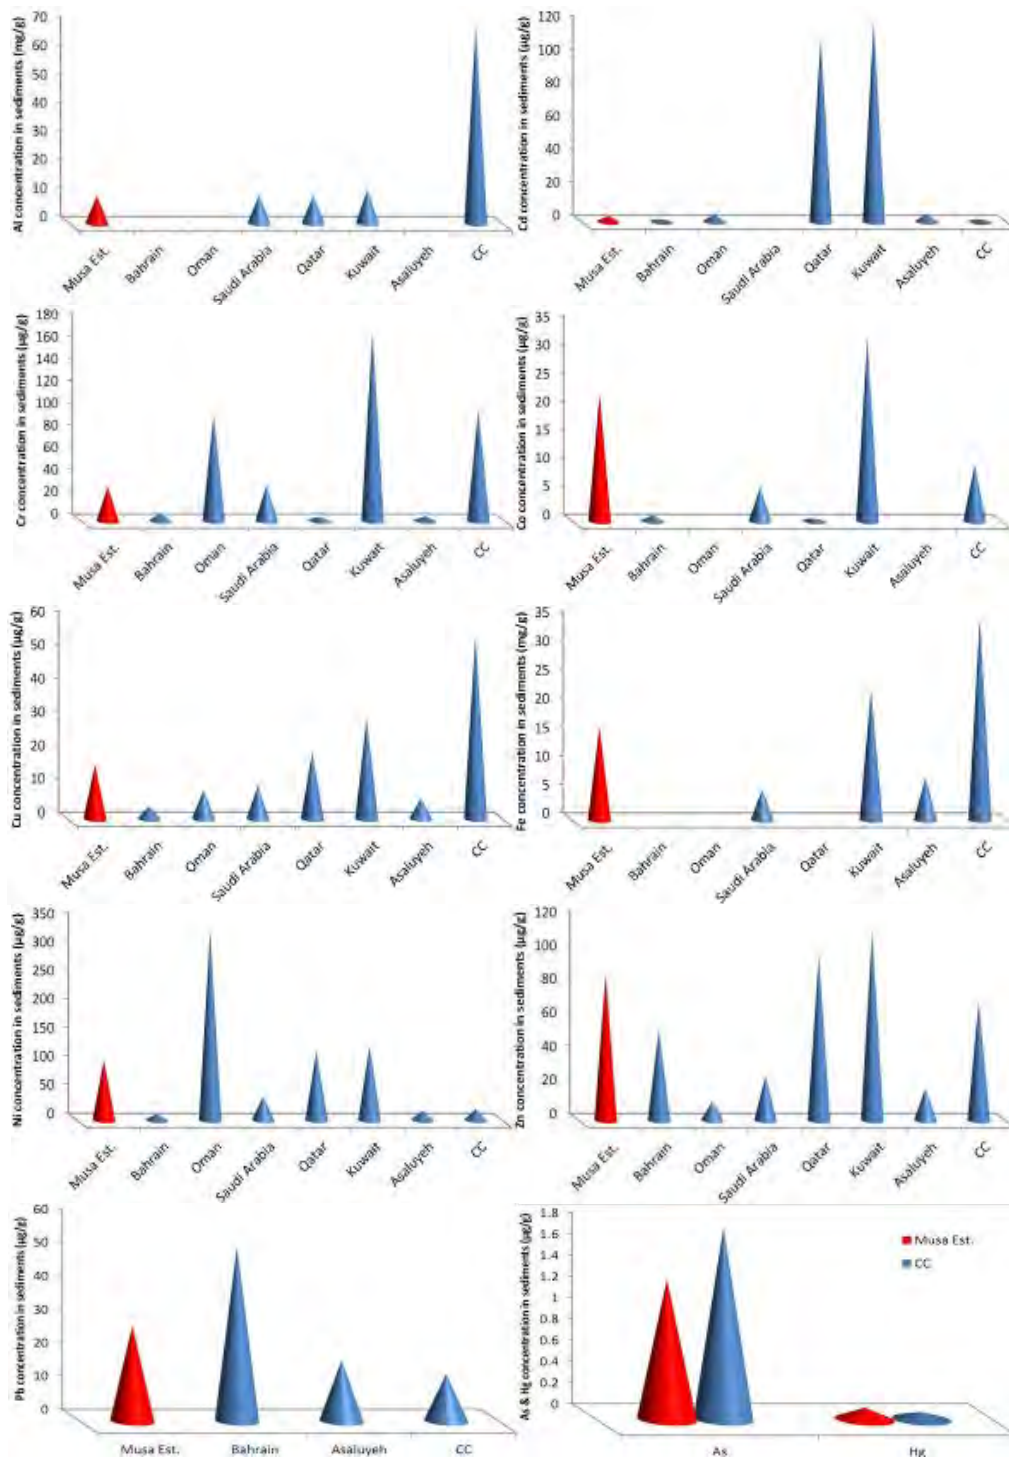 Al concentration in sediments (mg/g)
70
60
50
40
30
20
10
0
Musa Est.
Bahrain
Oman
Saudi Arabia
Qatar
Kuwait
Asaluyeh
CC
Cd concentration in sediments (µg/g)
120
100
80
60
40
20
0
Musa Est.
Bahrain
Oman
Saudi Arabia
Qatar
Kuwait
Asaluyeh
CC
Cr concentration in sediments (µg/g)
180
160
140
120
100
80
60
40
20
0
Musa Est.
Bahrain
Oman
Saudi Arabia
Qatar
Kuwait
Asaluyeh
CC
Co concentration in sediments (µg/g)
35
30
25
20
15
10
5
0
Musa Est.
Bahrain
Oman
Saudi Arabia
Qatar
Kuwait
Asaluyeh
CC
Cu concentration in sediments (µg/g)
60
50
40
30
20
10
0
Musa Est.
Bahrain
Oman
Saudi Arabia
Qatar
Kuwait
Asaluyeh
CC
Fe concentration in sediments (mg/g)
35
30
25
20
15
10
5
0
Musa Est.
Bahrain
Oman
Saudi Arabia
Qatar
Kuwait
Asaluyeh
CC
Ni concentration in sediments (µg/g)
350
300
250
200
150
100
50
0
Musa Est.
Bahrain
Oman
Saudi Arabia
Qatar
Kuwait
Asaluyeh
CC
Zn concentration in sediments (µg/g)
120
100
80
60
40
20
0
Musa Est.
Bahrain
Oman
Saudi Arabia
Qatar
Kuwait
Asaluyeh
CC
Pb concentration in sediments (µg/g)
60
50
40
30
20
10
0
Musa Est.
Bahrain
Asaluyeh
CC
As & Hg concentration in sediments (µg/g)
1.8
1.6
1.4
1.2
1
0.8
0.6
0.4
0.2
0
Musa Est.
CC
As
Hg